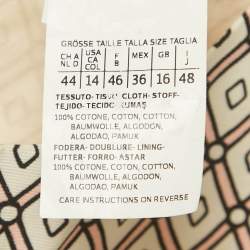 GRÖSSE TAILLE TALLA SIZE TAGLIA
CH A NL D USA CA COL F B MEX GB I J
44 14 46 36 16 48
TESSUTO-TISSU CLOTH-STOFF-
TEJIDO-TECIDO KUMAŞ
100% COTONE, COTON, COTTON,
BAUMWOLLE, ALGODON,
ALGODAO, PAMUK
FODERA-DOUBLURE-LINING-
FUTTER-FORRO-ASTAR
100% COTONE, COTON, COTTON,
BAUMWOLLE, ALGODON,
ALGODAO, PAMUK
CARE INSTRUCTIONS ON REVERSE